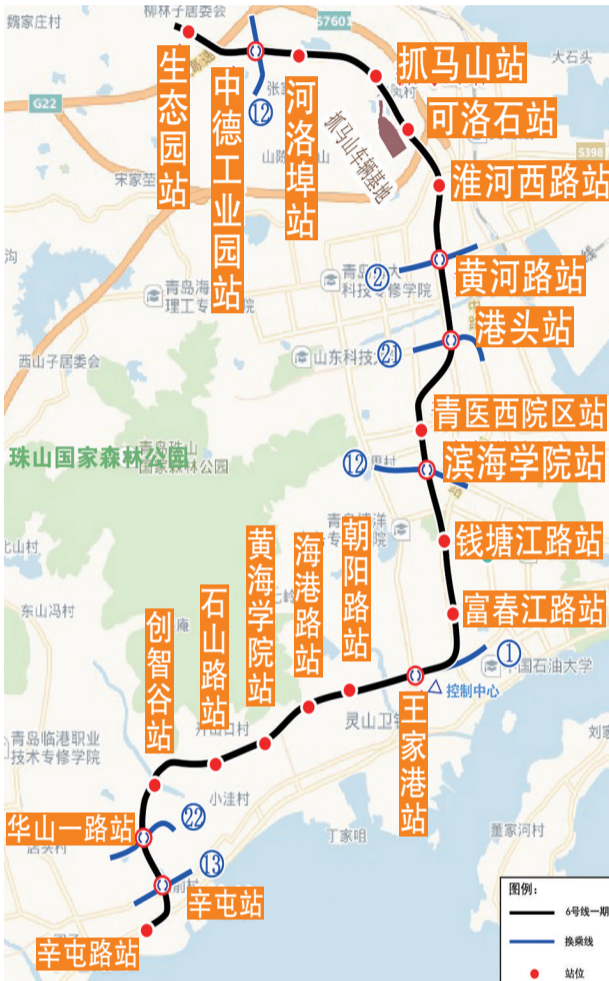 柳林子居委会
魏家庄村
S7601
大石头
生态园站
中德工业园站
河洛埠站
抓马山站
可洛石站
G22
⑫
抓马山车辆基地
S398
宋家茔
淮河西路站
②
黄河路站
青岛海
理工专
院
科技专修学院
港头站
㉑
山东科技大
西山子居委会
青医西院区站
珠山国家森林公园
青岛珠山
国家森林公园
⑫
滨海学院站
钱塘江路站
富春江路站
朝阳路站
海港路站
黄海学院站
石山路站
创智谷站
东山冯村
庵
①
中国石油大学
控制中心
王家港站
灵山卫
青岛临港职业
技术专修学院
小洼村
㉒
华山一路站
丁家咀
董家河村
⑬
辛屯站
辛屯路站
图例:
6号线一期
换乘线
站位